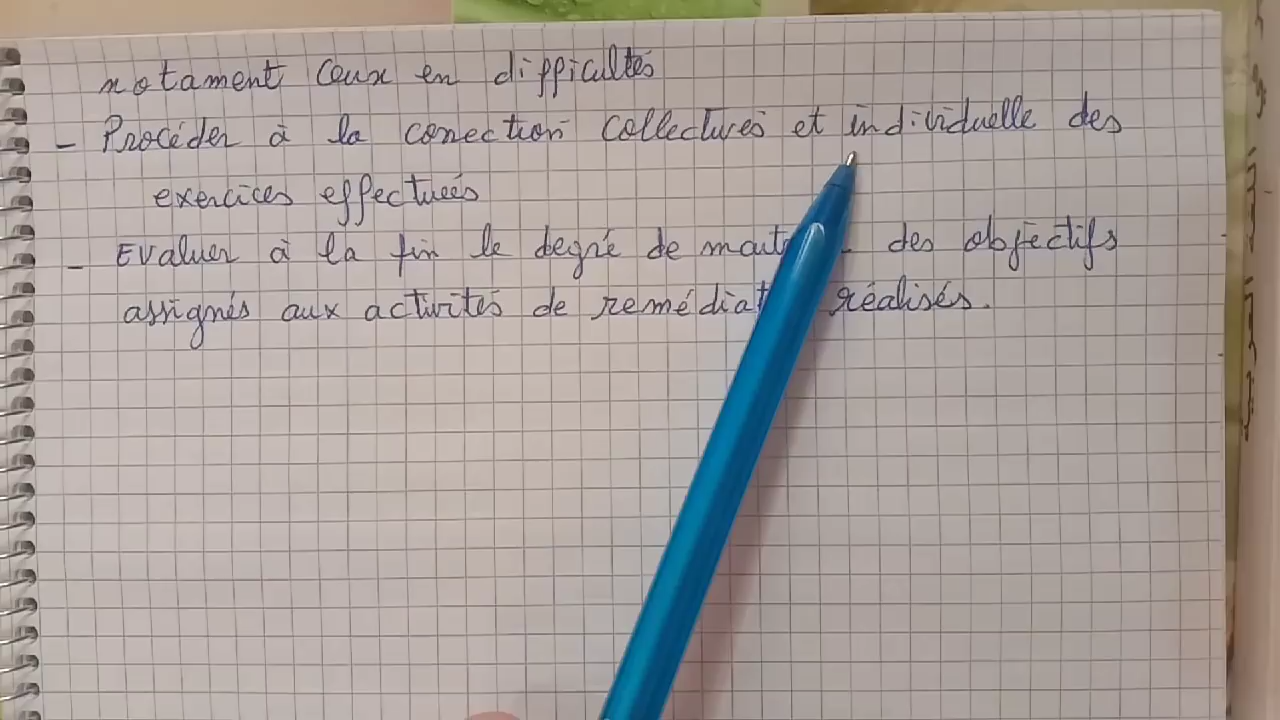 notament ceux en difficultés
- Procéder à la correction collectives et individuelle des
exercices effectués
- Evaluer à la fin le degré de des objectifs
assignés aux activités de réalisés.